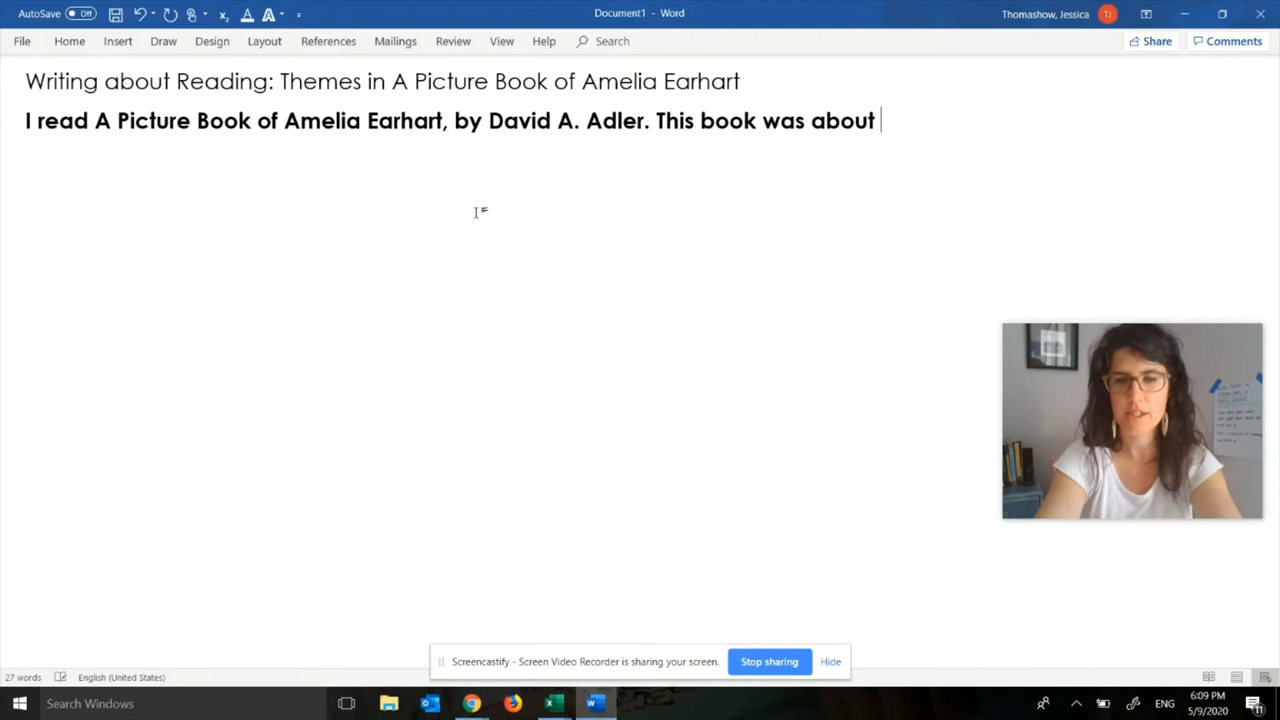 AutoSave Off Document1 - Word Thomashow, Jessica TJ
File Home Insert Draw Design Layout References Mailings Review View Help Search Share Comments
Writing about Reading: Themes in A Picture Book of Amelia Earhart
I read A Picture Book of Amelia Earhart, by David A. Adler. This book was about
Screencastify - Screen Video Recorder is sharing your screen. Stop sharing Hide
27 words English (United States)
Search Windows ENG 6:09 PM
5/9/2020 11